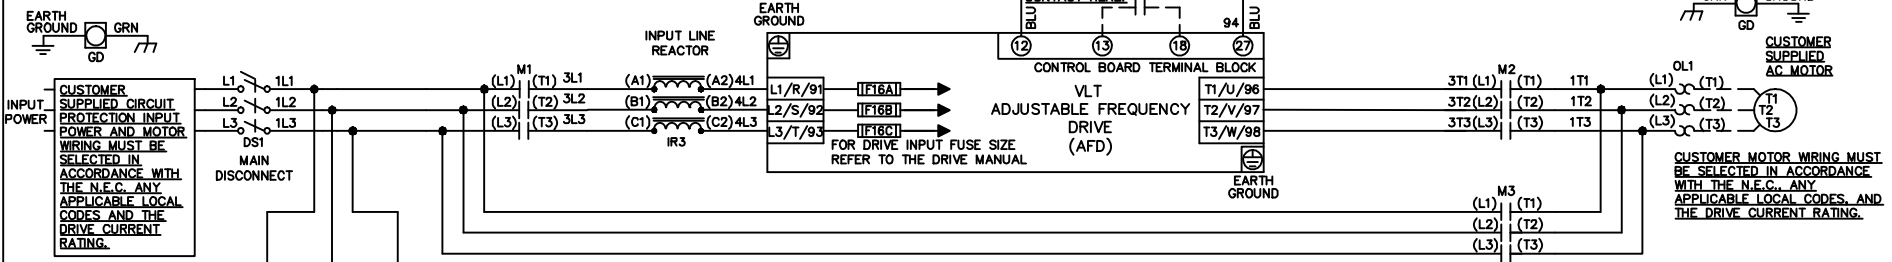 EARTH
GROUND
GRN
GD
INPUT
POWER
CUSTOMER
SUPPLIED CIRCUIT
PROTECTION INPUT
POWER AND MOTOR
WIRING MUST BE
SELECTED IN
ACCORDANCE WITH
THE N.E.C. ANY
APPLICABLE LOCAL
CODES AND THE
DRIVE CURRENT
RATING.
L1 1L1
L2 1L2
L3 1L3
DS1
MAIN
DISCONNECT
M1
(L1) (T1) 3L1
(L2) (T2) 3L2
(L3) (T3) 3L3
INPUT LINE
REACTOR
(A1) (A2) 4L1
(B1) (B2) 4L2
(C1) (C2) 4L3
IR3
EARTH
GROUND
BLU
94
BLU
12 13 18 27
CONTROL BOARD TERMINAL BLOCK
L1/R/91
L2/S/92
L3/T/93
F16A
F16B
F16C
FOR DRIVE INPUT FUSE SIZE
REFER TO THE DRIVE MANUAL
VLT
ADJUSTABLE FREQUENCY
DRIVE
(AFD)
T1/U/96
T2/V/97
T3/W/98
EARTH
GROUND
M2
3T1 (L1) (T1) 1T1
3T2 (L2) (T2) 1T2
3T3 (L3) (T3) 1T3
M3
(L1) (T1)
(L2) (T2)
(L3) (T3)
GD
CUSTOMER
SUPPLIED
AC MOTOR
OL1
(L1) (T1)
(L2) (T2)
(L3) (T3)
T1
T2
T3
CUSTOMER MOTOR WIRING MUST
BE SELECTED IN ACCORDANCE
WITH THE N.E.C., ANY
APPLICABLE LOCAL CODES, AND
THE DRIVE CURRENT RATING.